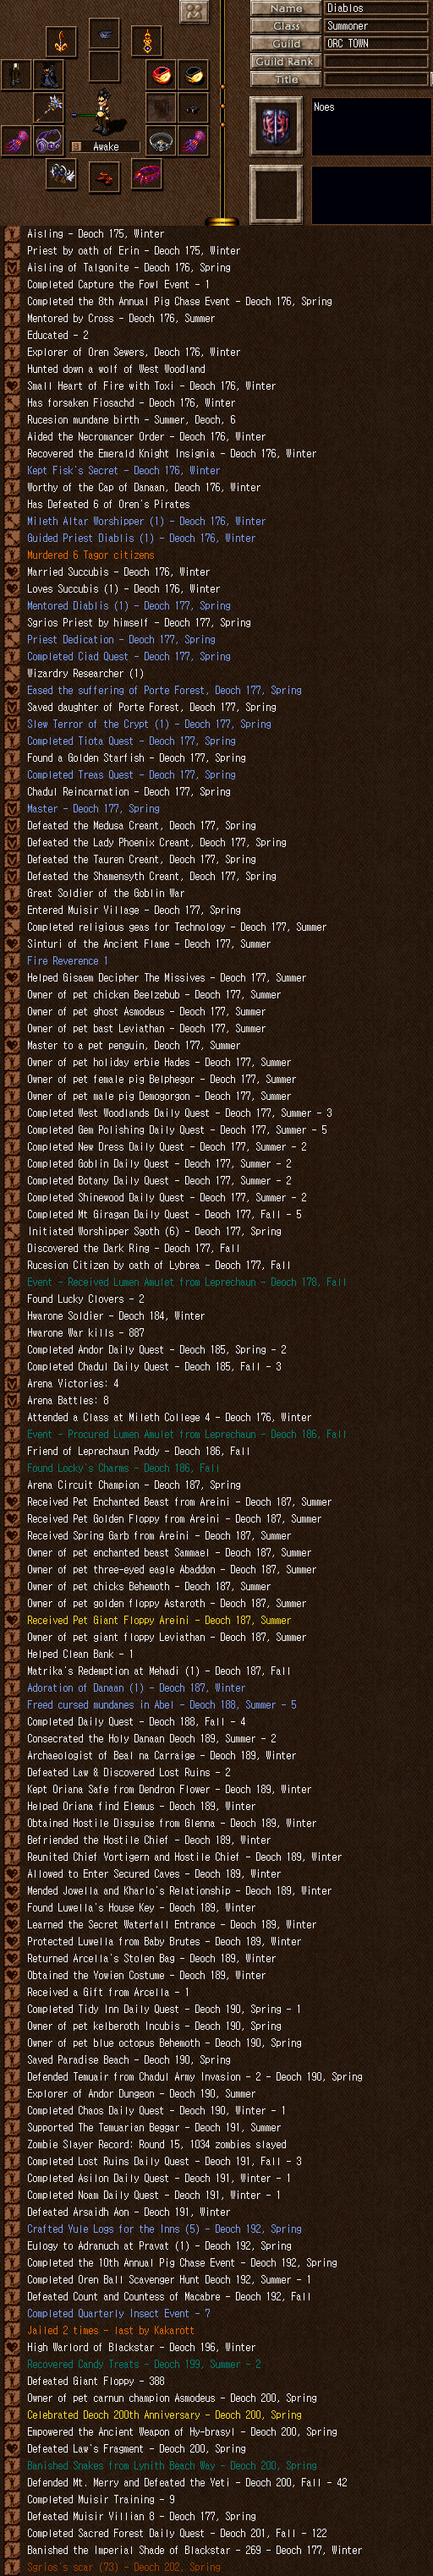 Name
Diablos
Class
Summoner
Guild
ORC TOWN
Guild Rank
Title
Noes
Awake
Aisling - Deoch 175, Winter
Priest by oath of Erin - Deoch 175, Winter
Aisling of Talgonite - Deoch 176, Spring
Completed Capture the Fowl Event - 1
Completed the 8th Annual Pig Chase Event - Deoch 176, Spring
Mentored by Cross - Deoch 176, Summer
Educated - 2
Explorer of Oren Sewers, Deoch 176, Winter
Hunted down a wolf of West Woodland
Small Heart of Fire with Toxi - Deoch 176, Winter
Has forsaken Fiosachd - Deoch 176, Winter
Rucesion mundane birth - Summer, Deoch, 6
Aided the Necromancer Order - Deoch 176, Winter
Recovered the Emerald Knight Insignia - Deoch 176, Winter
Kept Fisk's Secret - Deoch 176, Winter
Worthy of the Cap of Danaan, Deoch 176, Winter
Has Defeated 6 of Oren's Pirates
Mileth Altar Worshipper (1) - Deoch 176, Winter
Guided Priest Diablis (1) - Deoch 176, Winter
Murdered 6 Tagor citizens
Married Succubis - Deoch 176, Winter
Loves Succubis (1) - Deoch 176, Winter
Mentored Diablis (1) - Deoch 177, Spring
Sgrios Priest by himself - Deoch 177, Spring
Priest Dedication - Deoch 177, Spring
Completed Ciad Quest - Deoch 177, Spring
Wizardry Researcher (1)
Eased the suffering of Porte Forest, Deoch 177, Spring
Saved daughter of Porte Forest, Deoch 177, Spring
Slew Terror of the Crypt (1) - Deoch 177, Spring
Completed Tiota Quest - Deoch 177, Spring
Found a Golden Starfish - Deoch 177, Spring
Completed Treas Quest - Deoch 177, Spring
Chadul Reincarnation - Deoch 177, Spring
Master - Deoch 177, Spring
Defeated the Medusa Creant, Deoch 177, Spring
Defeated the Lady Phoenix Creant, Deoch 177, Spring
Defeated the Tauren Creant, Deoch 177, Spring
Defeated the Shamensyth Creant, Deoch 177, Spring
Great Soldier of the Goblin War
Entered Muisir Village - Deoch 177, Spring
Completed religious geas for Technology - Deoch 177, Summer
Sinturi of the Ancient Flame - Deoch 177, Summer
Fire Reverence 1
Helped Gisaem Decipher The Missives - Deoch 177, Summer
Owner of pet chicken Beelzebub - Deoch 177, Summer
Owner of pet ghost Asmodeus - Deoch 177, Summer
Owner of pet bast Leviathan - Deoch 177, Summer
Master to a pet penguin, Deoch 177, Summer
Owner of pet holiday erbie Hades - Deoch 177, Summer
Owner of pet female pig Belphegor - Deoch 177, Summer
Owner of pet male pig Demogorgon - Deoch 177, Summer
Completed West Woodlands Daily Quest - Deoch 177, Summer - 3
Completed Gem Polishing Daily Quest - Deoch 177, Summer - 5
Completed New Dress Daily Quest - Deoch 177, Summer - 2
Completed Goblin Daily Quest - Deoch 177, Summer - 2
Completed Botany Daily Quest - Deoch 177, Summer - 2
Completed Shinewood Daily Quest - Deoch 177, Summer - 2
Completed Mt Giragan Daily Quest - Deoch 177, Fall - 5
Initiated Worshipper Sgoth (6) - Deoch 177, Spring
Discovered the Dark Ring - Deoch 177, Fall
Rucesion Citizen by oath of Lybrea - Deoch 177, Fall
Event - Received Lumen Amulet from Leprechaun - Deoch 178, Fall
Found Lucky Clovers - 2
Hwarone Soldier - Deoch 184, Winter
Hwarone War kills - 887
Completed Andor Daily Quest - Deoch 185, Spring - 2
Completed Chadul Daily Quest - Deoch 185, Fall - 3
Arena Victories: 4
Arena Battles: 8
Attended a Class at Mileth College 4 - Deoch 176, Winter
Event - Procured Lumen Amulet from Leprechaun - Deoch 186, Fall
Friend of Leprechaun Paddy - Deoch 186, Fall
Found Locky's Charms - Deoch 186, Fall
Arena Circuit Champion - Deoch 187, Spring
Received Pet Enchanted Beast from Areini - Deoch 187, Summer
Received Pet Golden Floppy from Areini - Deoch 187, Summer
Received Spring Garb from Areini - Deoch 187, Summer
Owner of pet enchanted beast Sammael - Deoch 187, Summer
Owner of pet three-eyed eagle Abaddon - Deoch 187, Summer
Owner of pet chicks Behemoth - Deoch 187, Summer
Owner of pet golden floppy Astaroth - Deoch 187, Summer
Received Pet Giant Floppy Areini - Deoch 187, Summer
Owner of pet giant floppy Leviathan - Deoch 187, Summer
Helped Clean Bank - 1
Matrika's Redemption at Mehadi (1) - Deoch 187, Fall
Adoration of Danaan (1) - Deoch 187, Winter
Freed cursed mundanes in Abel - Deoch 188, Summer - 5
Completed Daily Quest - Deoch 188, Fall - 4
Consecrated the Holy Danaan Deoch 189, Summer - 2
Archaeologist of Beal na Carraige - Deoch 189, Winter
Defeated Law & Discovered Lost Ruins - 2
Kept Oriana Safe from Dendron Flower - Deoch 189, Winter
Helped Oriana find Elemus - Deoch 189, Winter
Obtained Hostile Disguise from Glenna - Deoch 189, Winter
Befriended the Hostile Chief - Deoch 189, Winter
Reunited Chief Vortigern and Hostile Chief - Deoch 189, Winter
Allowed to Enter Secured Caves - Deoch 189, Winter
Mended Jowella and Kharlo's Relationship - Deoch 189, Winter
Found Luwella's House Key - Deoch 189, Winter
Learned the Secret Waterfall Entrance - Deoch 189, Winter
Protected Luwella from Baby Brutes - Deoch 189, Winter
Returned Arcella's Stolen Bag - Deoch 189, Winter
Obtained the Yowien Costume - Deoch 189, Winter
Received a Gift from Arcella - 1
Completed Tidy Inn Daily Quest - Deoch 190, Spring - 1
Owner of pet kelberoth Incubis - Deoch 190, Spring
Owner of pet blue octopus Behemoth - Deoch 190, Spring
Saved Paradise Beach - Deoch 190, Spring
Defended Temuair from Chadul Army Invasion - 2 - Deoch 190, Spring
Explorer of Andor Dungeon - Deoch 190, Summer
Completed Chaos Daily Quest - Deoch 190, Winter - 1
Supported The Temuarian Beggar - Deoch 191, Summer
Zombie Slayer Record: Round 15, 1034 zombies slayed
Completed Lost Ruins Daily Quest - Deoch 191, Fall - 3
Completed Asilon Daily Quest - Deoch 191, Winter - 1
Completed Noam Daily Quest - Deoch 191, Winter - 1
Defeated Arsaidh Aon - Deoch 191, Winter
Crafted Yule Logs for the Inns (5) - Deoch 192, Spring
Eulogy to Adranuch at Pravat (1) - Deoch 192, Spring
Completed the 10th Annual Pig Chase Event - Deoch 192, Spring
Completed Oren Ball Scavenger Hunt Deoch 192, Summer - 1
Defeated Count and Countess of Macabre - Deoch 192, Fall
Completed Quarterly Insect Event - 7
Jailed 2 times - last by Kakarott
High Warlord of Blackstar - Deoch 196, Winter
Recovered Candy Treats - Deoch 199, Summer - 2
Defeated Giant Floppy - 388
Owner of pet carnun champion Asmodeus - Deoch 200, Spring
Celebrated Deoch 200th Anniversary - Deoch 200, Spring
Empowered the Ancient Weapon of Hy-brasyl - Deoch 200, Spring
Defeated Law's Fragment - Deoch 200, Spring
Banished Snakes from Lynith Beach Way - Deoch 200, Spring
Defended Mt. Merry and Defeated the Yeti - Deoch 200, Fall - 42
Completed Muisir Training - 9
Defeated Muisir Villian 8 - Deoch 177, Spring
Completed Sacred Forest Daily Quest - Deoch 201, Fall - 122
Banished the Imperial Shade of Blackstar - 269 - Deoch 177, Winter
Sgrios's scar (73) - Deoch 202, Spring